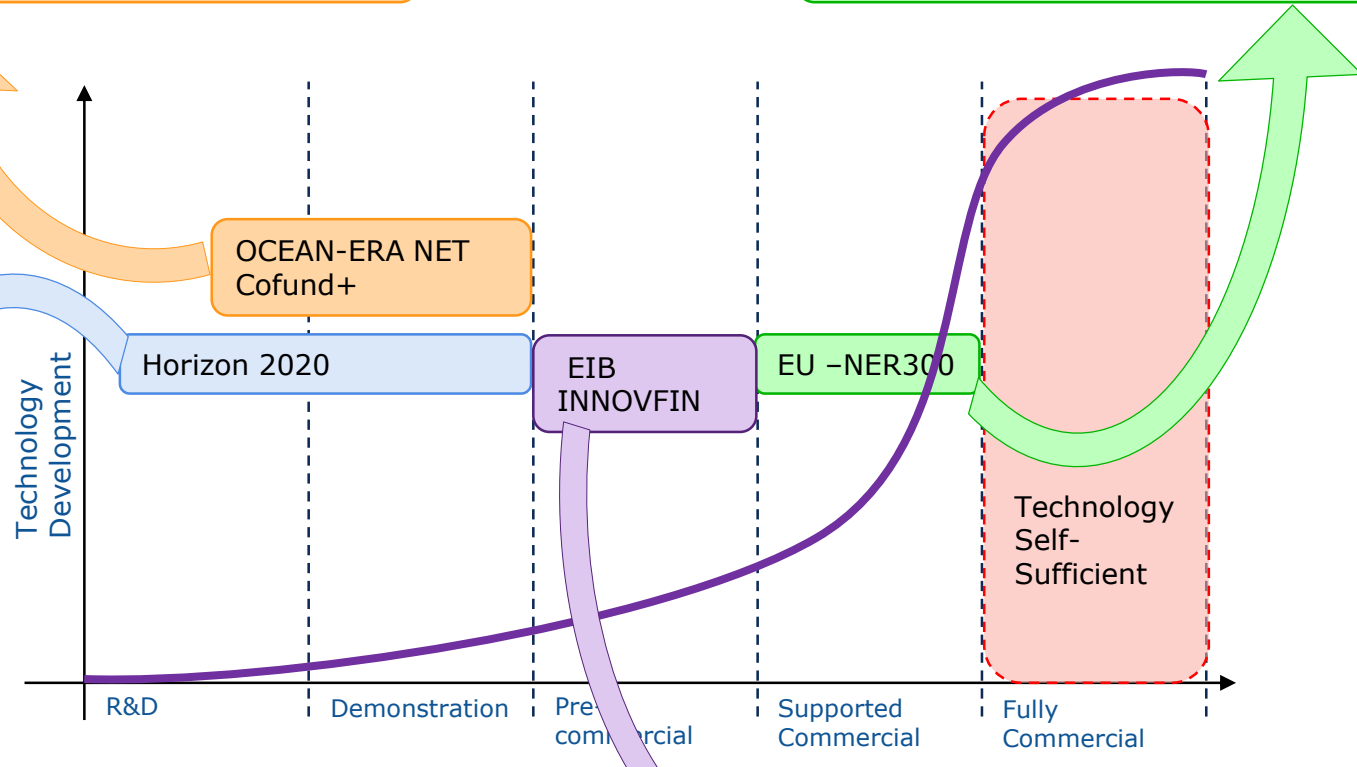 OCEAN-ERA NET
Cofund+
Horizon 2020
EIB
INNOVFIN
EU –NER300
Technology
Development
Technology
Self-
Sufficient
R&D
Demonstration
Pre-
commercial
Supported
Commercial
Fully
Commercial